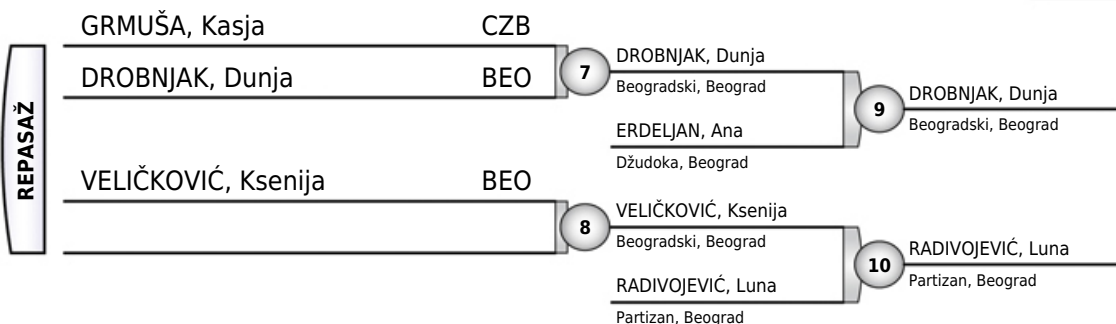 REPASAŽ
GRMUŠA, Kasja CZB
DROBNJAK, Dunja BEO
7
DROBNJAK, Dunja
Beogradski, Beograd
ERDELJAN, Ana
Džudoka, Beograd
9
DROBNJAK, Dunja
Beogradski, Beograd
VELIČKOVIĆ, Ksenija BEO
8
VELIČKOVIĆ, Ksenija
Beogradski, Beograd
RADIVOJEVIĆ, Luna
Partizan, Beograd
10
RADIVOJEVIĆ, Luna
Partizan, Beograd